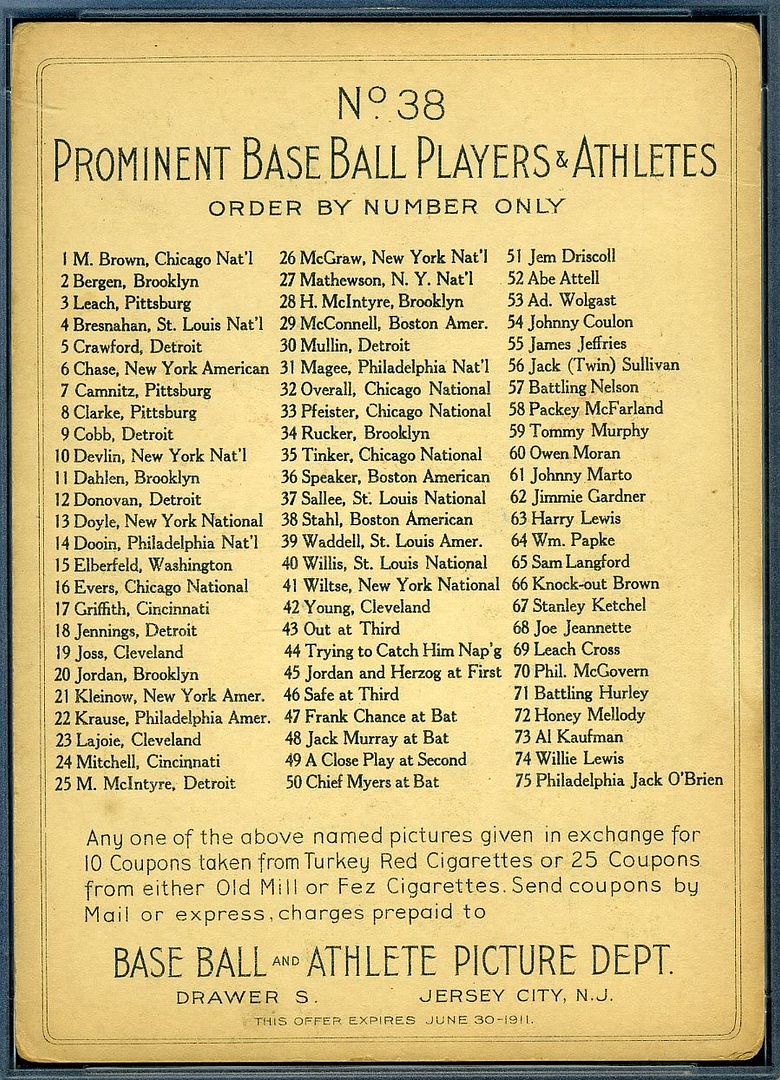 Nº 38
PROMINENT BASE BALL PLAYERS & ATHLETES
ORDER BY NUMBER ONLY
1 M. Brown, Chicago Nat'l
2 Bergen, Brooklyn
3 Leach, Pittsburg
4 Bresnahan, St. Louis Nat'l
5 Crawford, Detroit
6 Chase, New York American
7 Camnitz, Pittsburg
8 Clarke, Pittsburg
9 Cobb, Detroit
10 Devlin, New York Nat'l
11 Dahlen, Brooklyn
12 Donovan, Detroit
13 Doyle, New York National
14 Dooin, Philadelphia Nat'l
15 Elberfeld, Washington
16 Evers, Chicago National
17 Griffith, Cincinnati
18 Jennings, Detroit
19 Joss, Cleveland
20 Jordan, Brooklyn
21 Kleinow, New York Amer.
22 Krause, Philadelphia Amer.
23 Lajoie, Cleveland
24 Mitchell, Cincinnati
25 M. McIntyre, Detroit
26 McGraw, New York Nat'l
27 Mathewson, N. Y. Nat'l
28 H. McIntyre, Brooklyn
29 McConnell, Boston Amer.
30 Mullin, Detroit
31 Magee, Philadelphia Nat'l
32 Overall, Chicago National
33 Pfeister, Chicago National
34 Rucker, Brooklyn
35 Tinker, Chicago National
36 Speaker, Boston American
37 Sallee, St. Louis National
38 Stahl, Boston American
39 Waddell, St. Louis Amer.
40 Willis, St. Louis National
41 Wiltse, New York National
42 Young, Cleveland
43 Out at Third
44 Trying to Catch Him Nap'g
45 Jordan and Herzog at First
46 Safe at Third
47 Frank Chance at Bat
48 Jack Murray at Bat
49 A Close Play at Second
50 Chief Myers at Bat
51 Jem Driscoll
52 Abe Attell
53 Ad. Wolgast
54 Johnny Coulon
55 James Jeffries
56 Jack (Twin) Sullivan
57 Battling Nelson
58 Packey McFarland
59 Tommy Murphy
60 Owen Moran
61 Johnny Marto
62 Jimmie Gardner
63 Harry Lewis
64 Wm. Papke
65 Sam Langford
66 Knock-out Brown
67 Stanley Ketchel
68 Joe Jeannette
69 Leach Cross
70 Phil. McGovern
71 Battling Hurley
72 Honey Mellody
73 Al Kaufman
74 Willie Lewis
75 Philadelphia Jack O'Brien
Any one of the above named pictures given in exchange for
10 Coupons taken from Turkey Red Cigarettes or 25 Coupons
from either Old Mill or Fez Cigarettes. Send coupons by
Mail or express, charges prepaid to
BASE BALL AND ATHLETE PICTURE DEPT.
DRAWER S. JERSEY CITY, N.J.
THIS OFFER EXPIRES JUNE 30-1911.